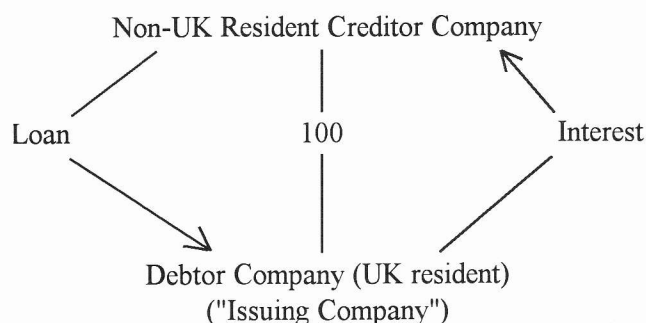 Non-UK Resident Creditor Company
Loan 100 Interest
Debtor Company (UK resident)
("Issuing Company")